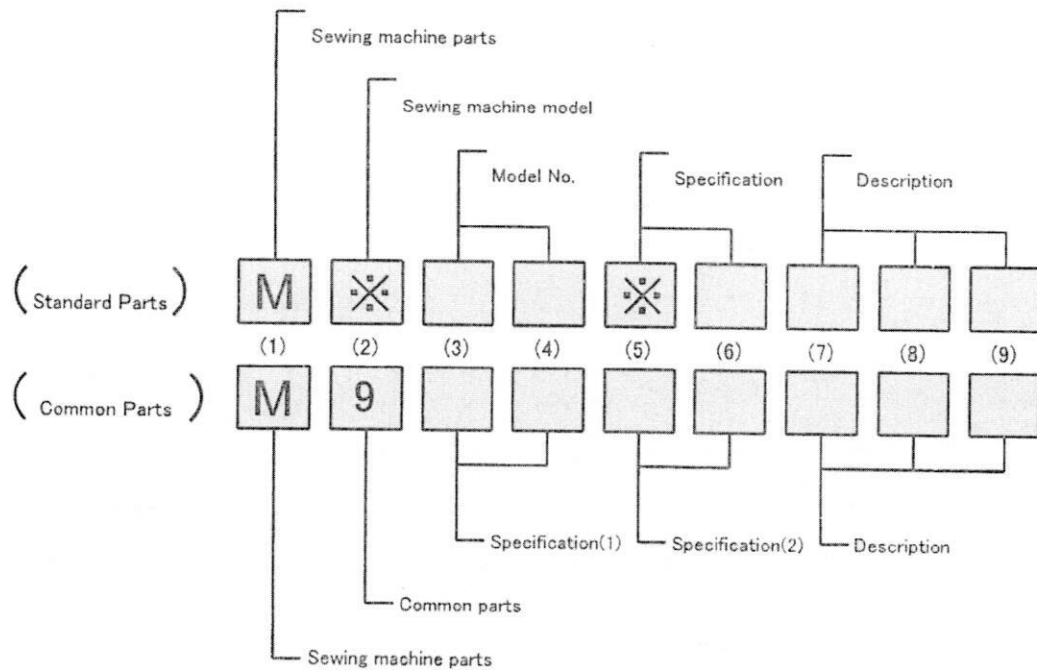 Sewing machine parts
Sewing machine model
Model No.
Specification
Description
(Standard Parts)
M ※ ※
(1) (2) (3) (4) (5) (6) (7) (8) (9)
(Common Parts)
M 9
Specification(1)
Specification(2)
Description
Common parts
Sewing machine parts